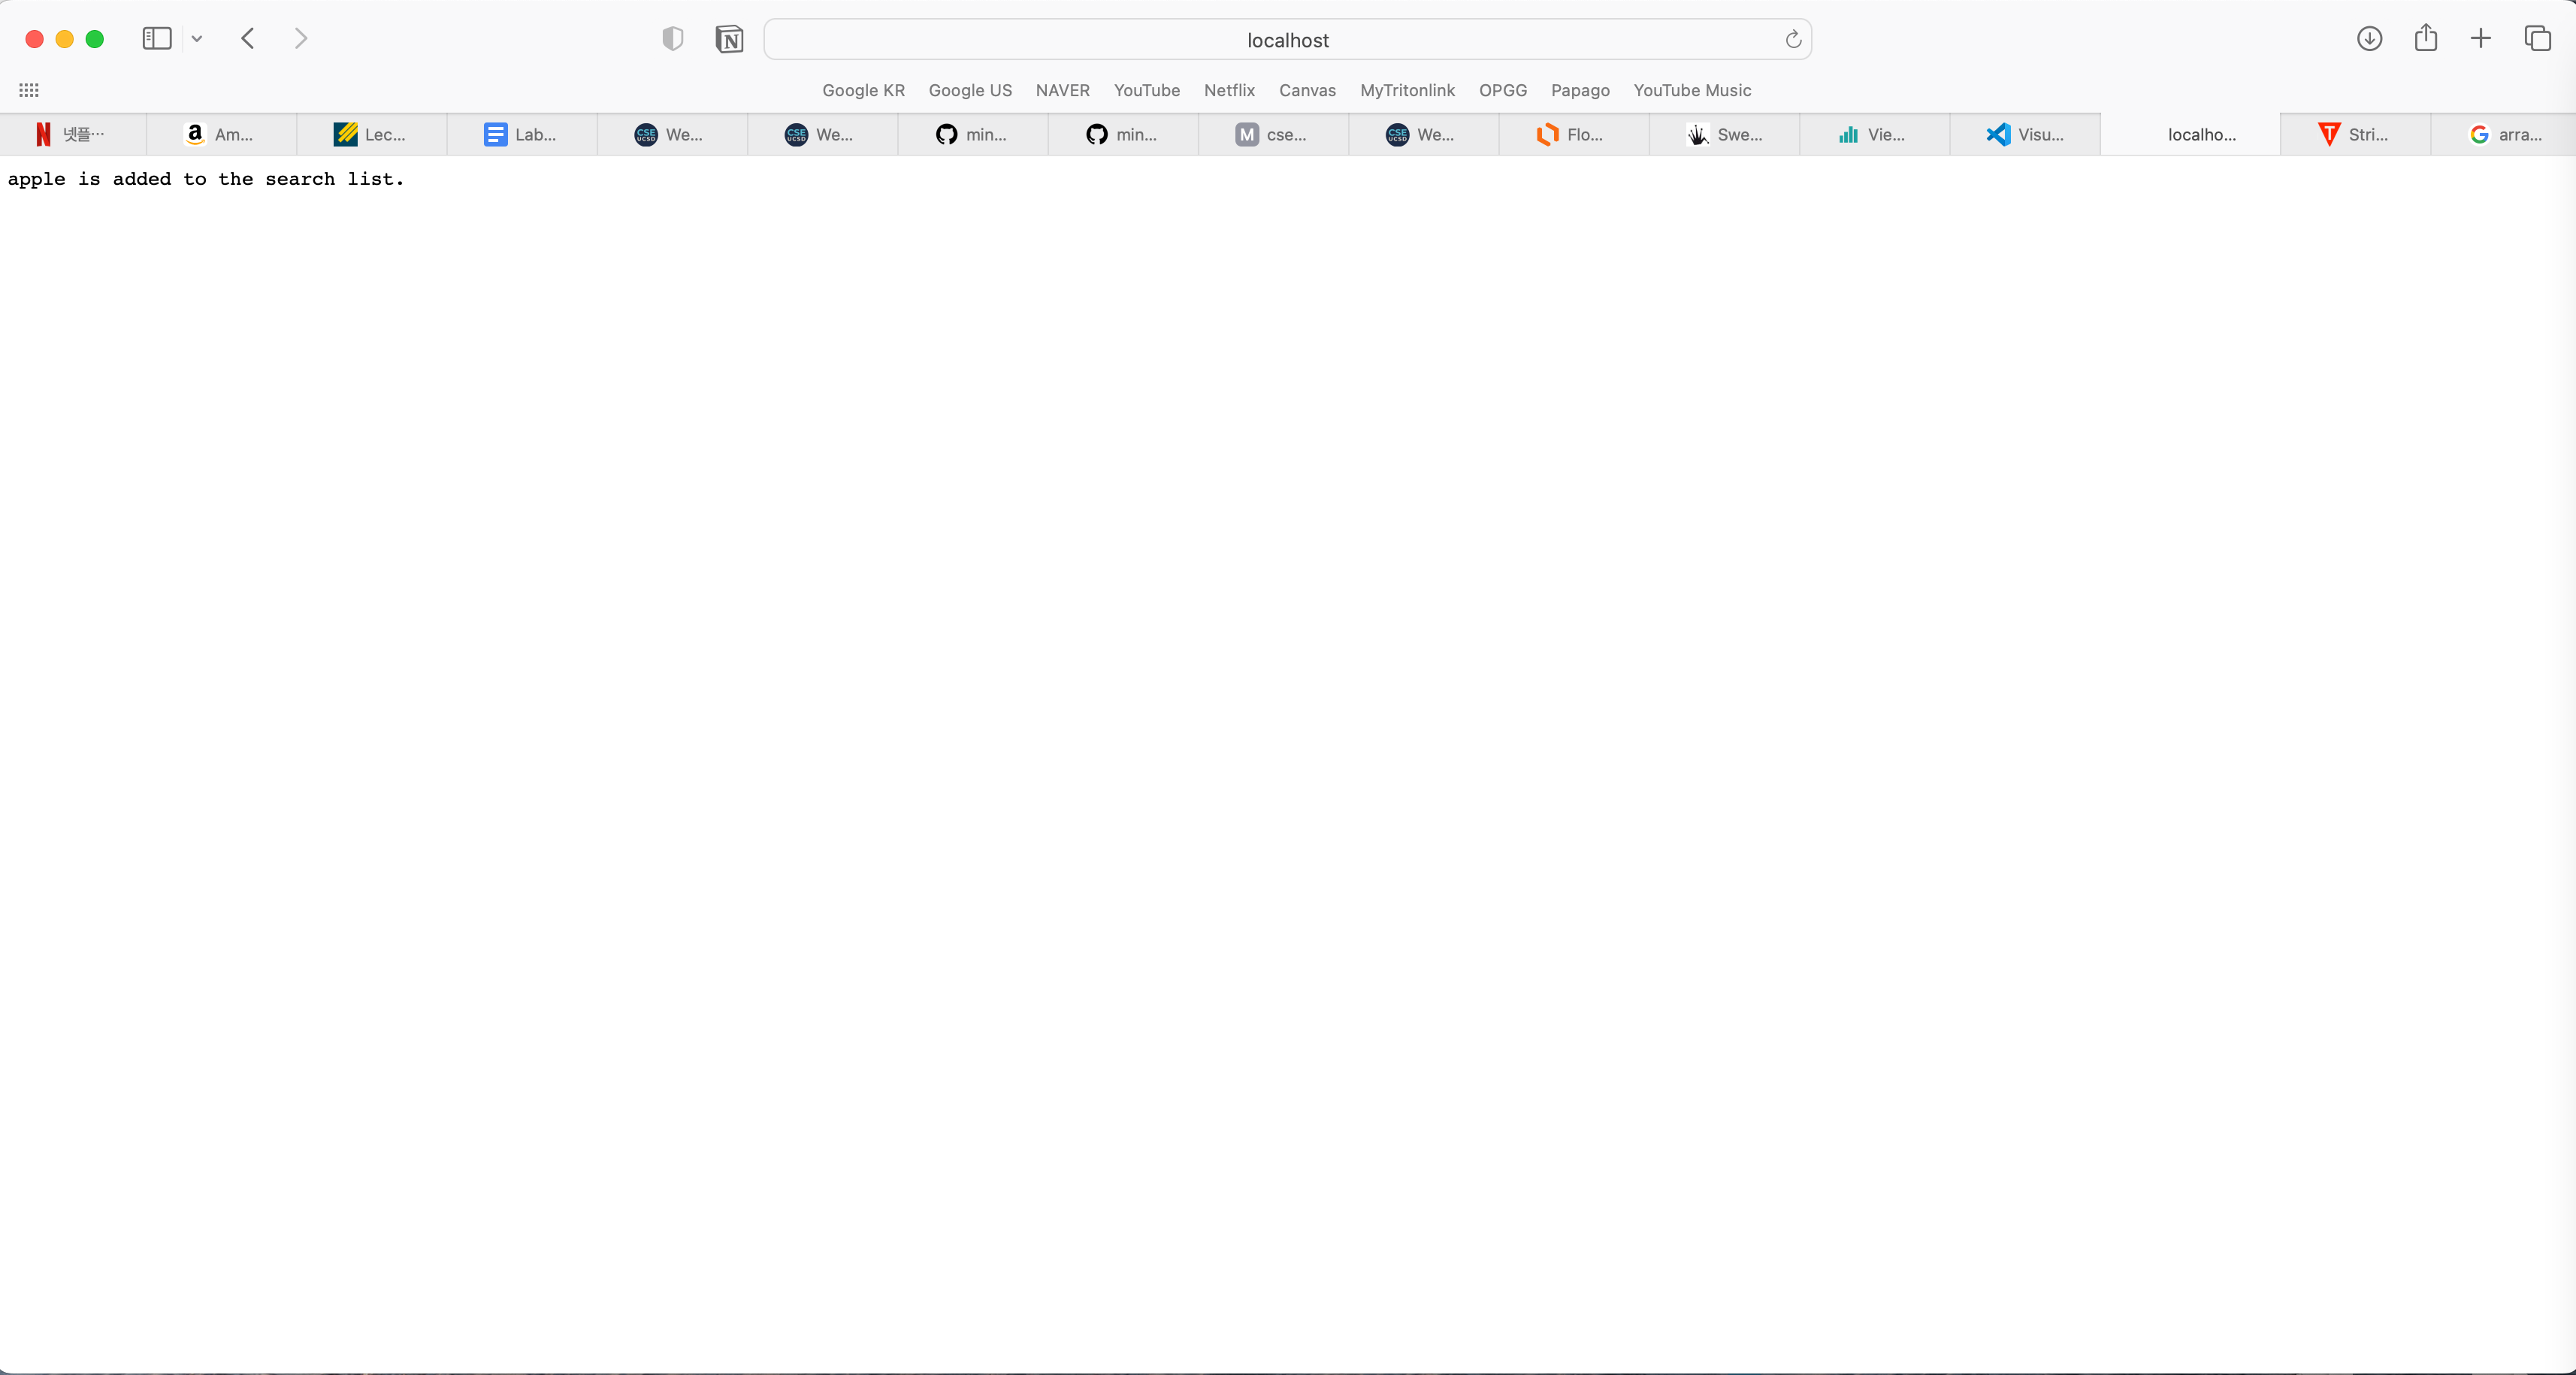 localhost
Google KR Google US NAVER YouTube Netflix Canvas MyTritonlink OPGG Papago YouTube Music
넷플… Am... Lec... Lab... We... We... min... min... cse... We... Flo... Swe... Vie... Visu... localho... Stri... arra...
apple is added to the search list.